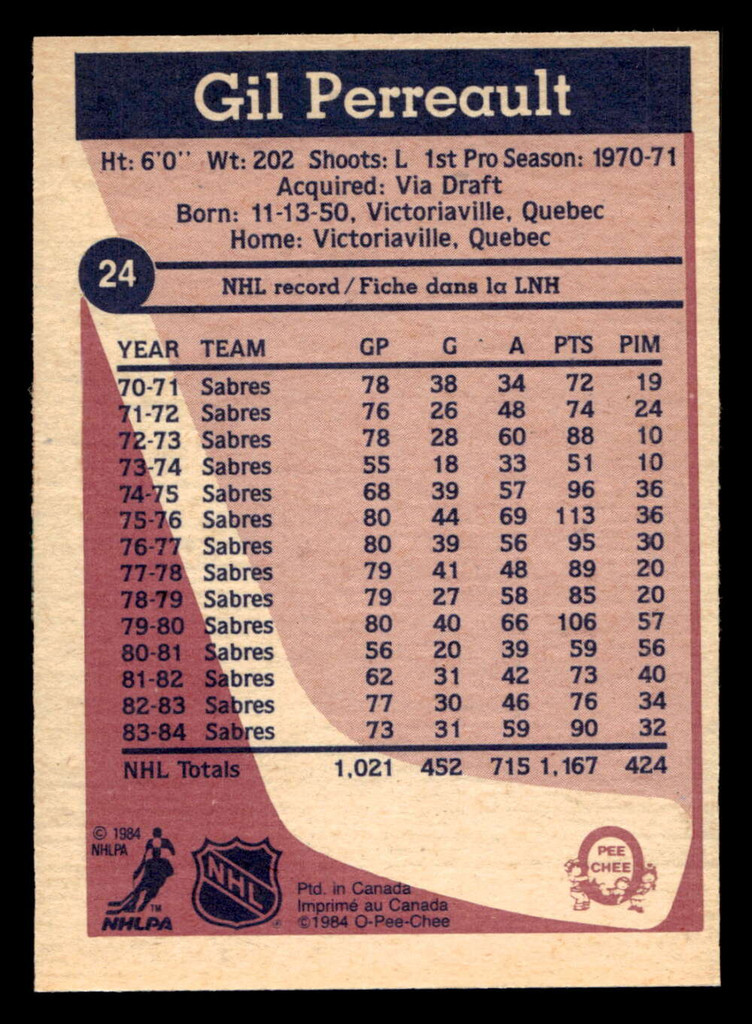 Gil Perreault
Ht: 6'0'' Wt: 202 Shoots: L 1st Pro Season: 1970-71
Acquired: Via Draft
Born: 11-13-50, Victoriaville, Quebec
Home: Victoriaville, Quebec
24
NHL record/Fiche dans la LNH
YEAR TEAM GP G A PTS PIM
70-71 Sabres 78 38 34 72 19
71-72 Sabres 76 26 48 74 24
72-73 Sabres 78 28 60 88 10
73-74 Sabres 55 18 33 51 10
74-75 Sabres 68 39 57 96 36
75-76 Sabres 80 44 69 113 36
76-77 Sabres 80 39 56 95 30
77-78 Sabres 79 41 48 89 20
78-79 Sabres 79 27 58 85 20
79-80 Sabres 80 40 66 106 57
80-81 Sabres 56 20 39 59 56
81-82 Sabres 62 31 42 73 40
82-83 Sabres 77 30 46 76 34
83-84 Sabres 73 31 59 90 32
NHL Totals 1,021 452 715 1,167 424
© 1984
NHLPA
TM
NHLPA
NHL
®
Ptd. in Canada
Imprimé au Canada
©1984 O-Pee-Chee
PEE
CHEE